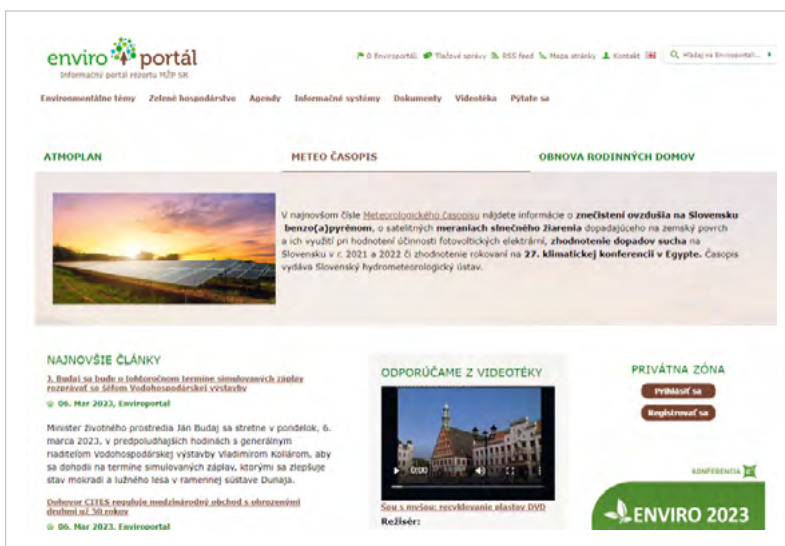 enviro portál
Informačný portál rezortu MŽP SR
O Enviroportáli Tlačové správy RSS feed Mapa stránky Kontakt Hľadaj na Enviroportáli...
Environmentálne témy Zelené hospodárstvo Agendy Informačné systémy Dokumenty Videotéka Pýtate sa
ATMOPLAN METEO ČASOPIS OBNOVA RODINNÝCH DOMOV
V najnovšom čísle Meteorologického časopisu nájdete informácie o znečistení ovzdušia na Slovensku
benzo(a)pyrénom, o satelitných meraniach slnečného žiarenia dopadajúceho na zemský povrch
a ich využití pri hodnotení účinnosti fotovoltických elektrární, zhodnotenie dopadov sucha na
Slovensku v r. 2021 a 2022 či zhodnotenie rokovaní na 27. klimatickej konferencii v Egypte. Časopis
vydáva Slovenský hydrometeorologický ústav.
NAJNOVŠIE ČLÁNKY
J. Budaj sa bude o tohtoročnom termíne simulovaných záplav
rozprávať so šéfom Vodohospodárskej výstavby
06. Mar 2023, Enviroportal
Minister životného prostredia Ján Budaj sa stretne v pondelok, 6.
marca 2023, v predpoludňajších hodinách s generálnym
riaditeľom Vodohospodárskej výstavby Vladimírom Kollárom, aby
sa dohodli na termíne simulovaných záplav, ktorými sa zlepšuje
stav mokradí a lužného lesa v ramennej sústave Dunaja.
Dohovor CITES reguluje medzinárodný obchod s ohrozenými
druhmi už 50 rokov
06. Mar 2023, Enviroportal
ODPORÚČAME Z VIDEOTÉKY
0:00
Šou s myšou: recyklovanie plastov DVD
Režisér:
PRIVÁTNA ZÓNA
Prihlásiť sa
Registrovať sa
KONFERENCIA
ENVIRO 2023